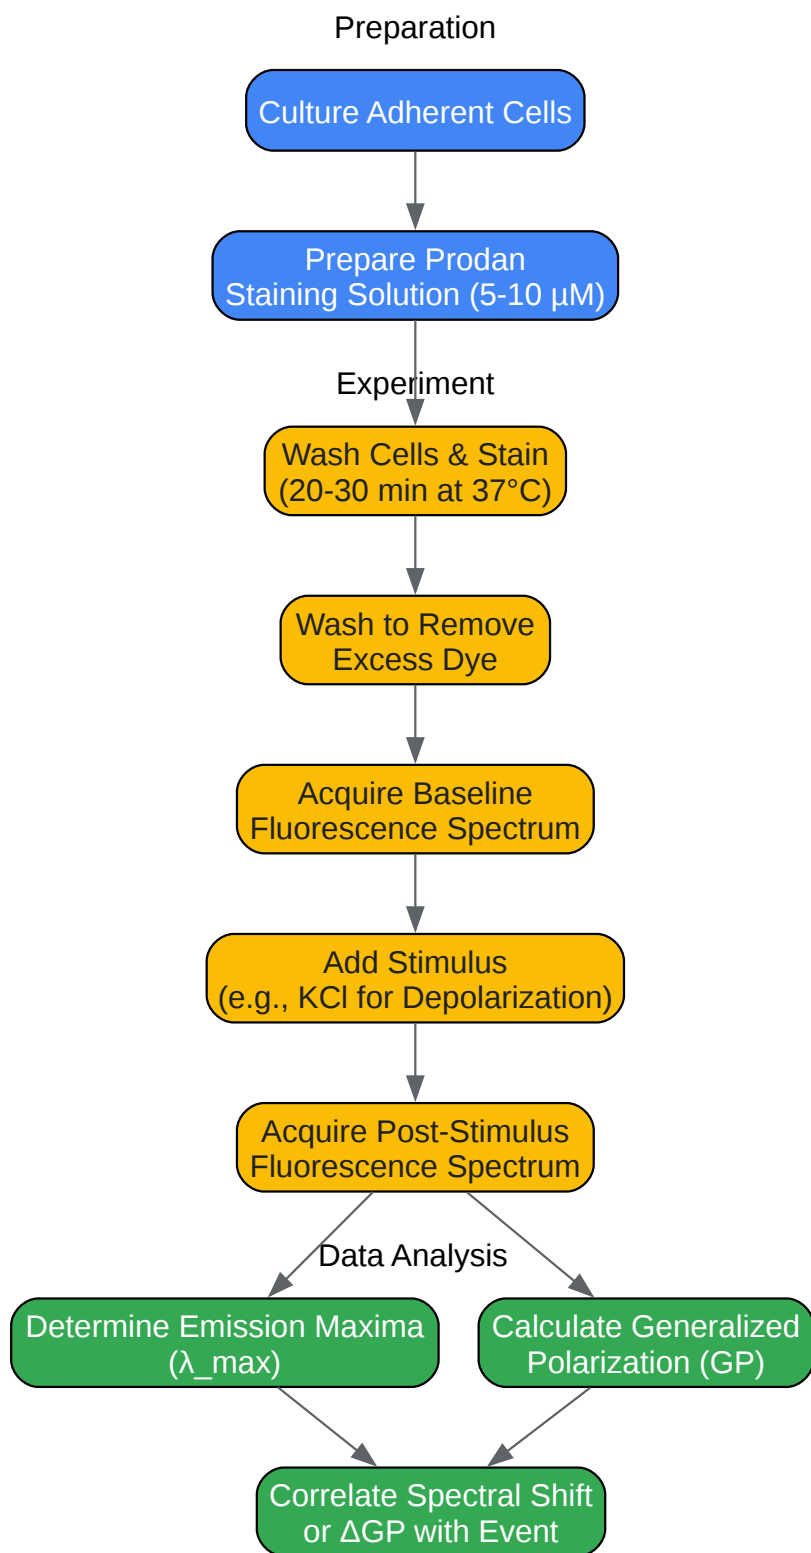 Preparation
Culture Adherent Cells
Prepare Prodan
Staining Solution (5-10 µM)
Experiment
Wash Cells & Stain
(20-30 min at 37°C)
Wash to Remove
Excess Dye
Acquire Baseline
Fluorescence Spectrum
Add Stimulus
(e.g., KCl for Depolarization)
Acquire Post-Stimulus
Fluorescence Spectrum
Data Analysis
Determine Emission Maxima
(λ_max)
Calculate Generalized
Polarization (GP)
Correlate Spectral Shift
or ΔGP with Event